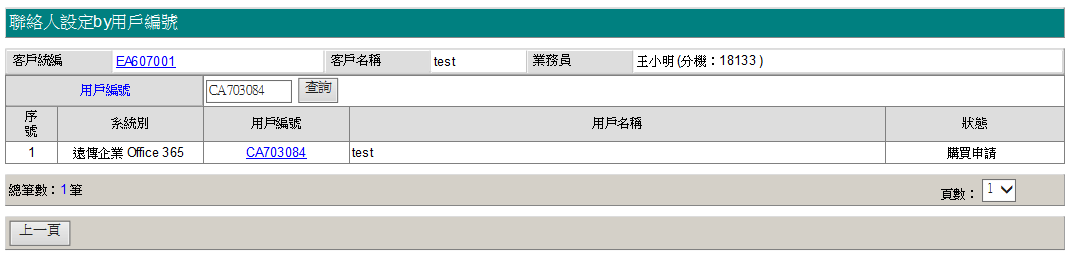 聯絡人設定by用戶編號
客戶統編 EA607001 客戶名稱 test 業務員 王小明 (分機：18133 )
用戶編號 CA703084 查詢
序號 系統別 用戶編號 用戶名稱 狀態
1 遠傳企業 Office 365 CA703084 test 購買申請
總筆數：1筆 頁數： 1
上一頁